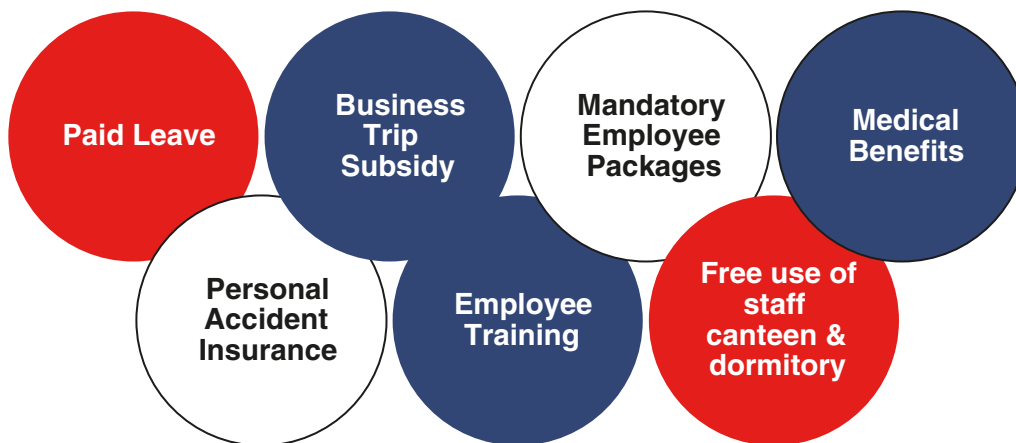 Paid Leave
Business
Trip
Subsidy
Mandatory
Employee
Packages
Medical
Benefits
Personal
Accident
Insurance
Employee
Training
Free use of
staff
canteen &
dormitory